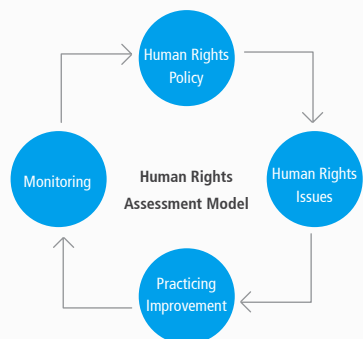 Human Rights
Policy
Monitoring
Human Rights
Assessment Model
Human Rights
Issues
Practicing
Improvement